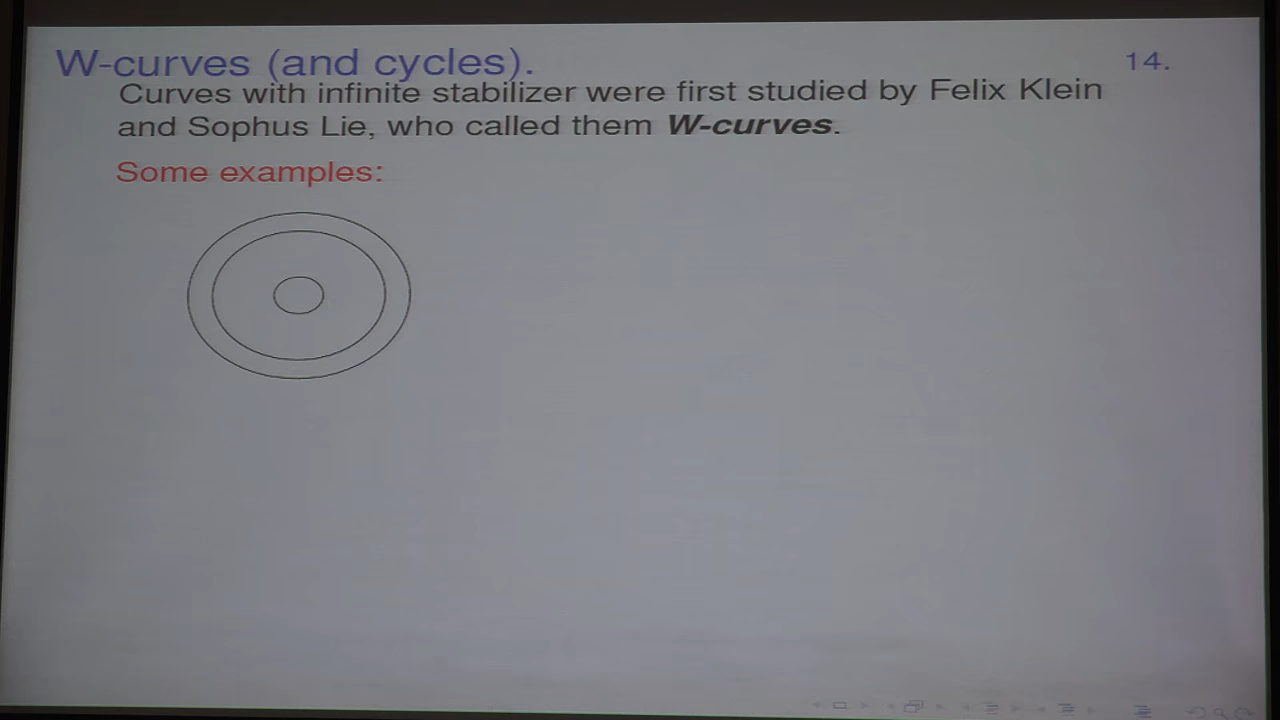 W-curves (and cycles).
14.
Curves with infinite stabilizer were first studied by Felix Klein
and Sophus Lie, who called them W-curves.
Some examples: